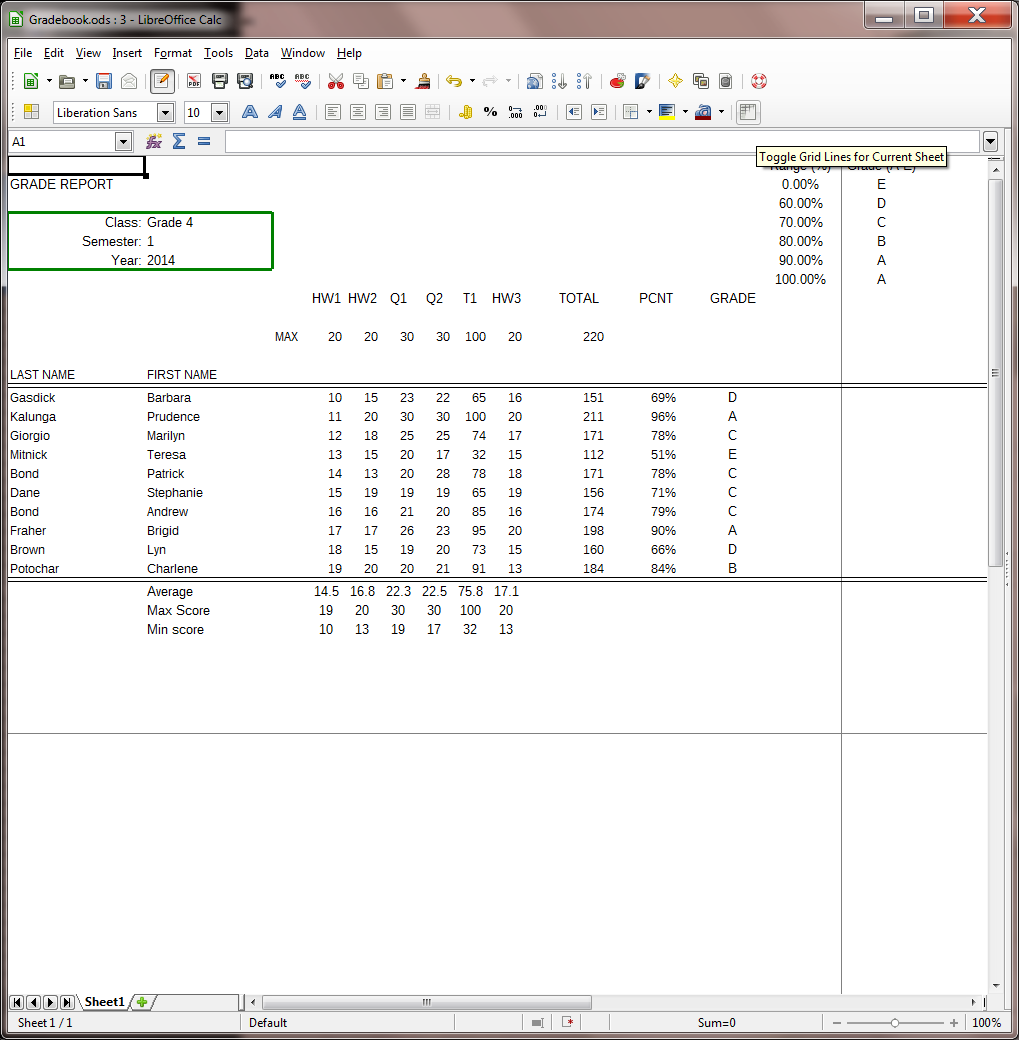 Gradebook.ods : 3 - LibreOffice Calc
File Edit View Insert Format Tools Data Window Help
ABC ABC
PDF
Liberation Sans 10 % .000 .00
A1
Toggle Grid Lines for Current Sheet
Range (%) Grade (A-E)
GRADE REPORT 0.00% E
60.00% D
Class: Grade 4 70.00% C
Semester: 1 80.00% B
Year: 2014 90.00% A
100.00% A
HW1 HW2 Q1 Q2 T1 HW3 TOTAL PCNT GRADE
MAX 20 20 30 30 100 20 220
LAST NAME FIRST NAME
Gasdick Barbara 10 15 23 22 65 16 151 69% D
Kalunga Prudence 11 20 30 30 100 20 211 96% A
Giorgio Marilyn 12 18 25 25 74 17 171 78% C
Mitnick Teresa 13 15 20 17 32 15 112 51% E
Bond Patrick 14 13 20 28 78 18 171 78% C
Dane Stephanie 15 19 19 19 65 19 156 71% C
Bond Andrew 16 16 21 20 85 16 174 79% C
Fraher Brigid 17 17 26 23 95 20 198 90% A
Brown Lyn 18 15 19 20 73 15 160 66% D
Potochar Charlene 19 20 20 21 91 13 184 84% B
Average 14.5 16.8 22.3 22.5 75.8 17.1
Max Score 19 20 30 30 100 20
Min score 10 13 19 17 32 13
Sheet1
Sheet 1 / 1 Default Sum=0 100%